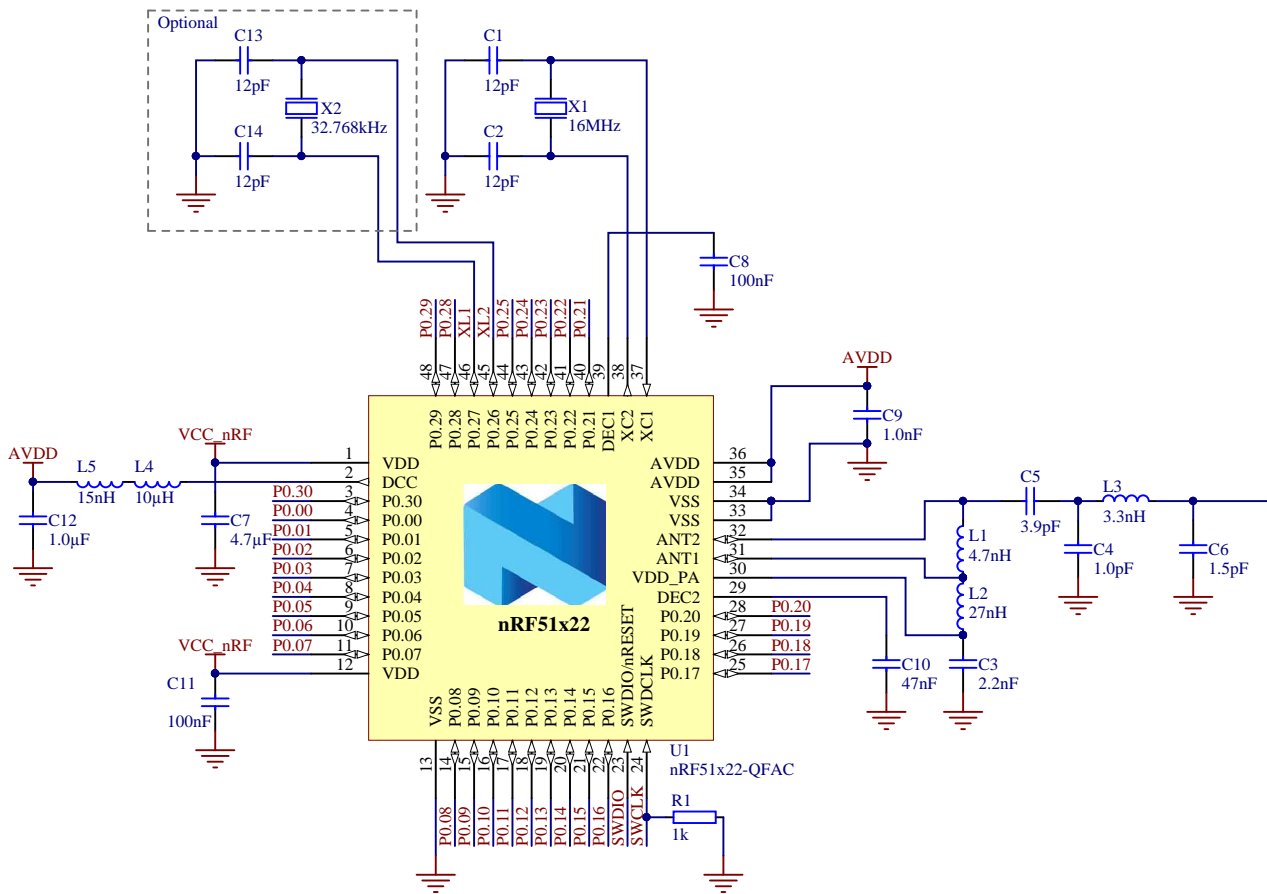 Optional
C13
12pF
X2
32.768kHz
C14
12pF
C1
12pF
X1
16MHz
C2
12pF
C8
100nF
P0.29
P0.28
XL1
XL2
P0.25
P0.24
P0.23
P0.22
P0.21
48
47
46
45
44
43
42
41
40
39
38
37
P0.29
P0.28
P0.27
P0.26
P0.25
P0.24
P0.23
P0.22
P0.21
DEC1
XC2
XC1
AVDD
C9
1.0nF
AVDD
L5
15nH
L4
10µH
C12
1.0µF
VCC_nRF
C7
4.7µF
1 VDD
2 DCC
P0.30 3 P0.30
P0.00 4 P0.00
P0.01 5 P0.01
P0.02 6 P0.02
P0.03 7 P0.03
P0.04 8 P0.04
P0.05 9 P0.05
P0.06 10 P0.06
P0.07 11 P0.07
12 VDD
VCC_nRF
C11
100nF
nRF51x22
AVDD 36
AVDD 35
VSS 34
VSS 33
ANT2 32
ANT1 31
VDD_PA 30
DEC2 29
P0.20 28 P0.20
P0.19 27 P0.19
P0.18 26 P0.18
P0.17 25 P0.17
L1
4.7nH
L2
27nH
C5
3.9pF
L3
3.3nH
C4
1.0pF
C6
1.5pF
C10
47nF
C3
2.2nF
VSS
P0.08
P0.09
P0.10
P0.11
P0.12
P0.13
P0.14
P0.15
P0.16
SWDIO/nRESET
SWDCLK
U1
nRF51x22-QFAC
13
14
15
16
17
18
19
20
21
22
23
24
P0.08
P0.09
P0.10
P0.11
P0.12
P0.13
P0.14
P0.15
P0.16
SWDIO
SWCLK
R1
1k